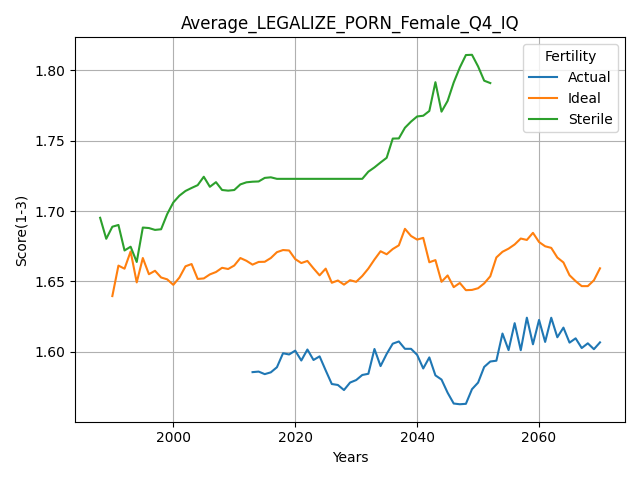 Average_LEGALIZE_PORN_Female_Q4_IQ
Fertility
Actual
Ideal
Sterile
Score(1-3)
1.80
1.75
1.70
1.65
1.60
2000
2020
2040
2060
Years